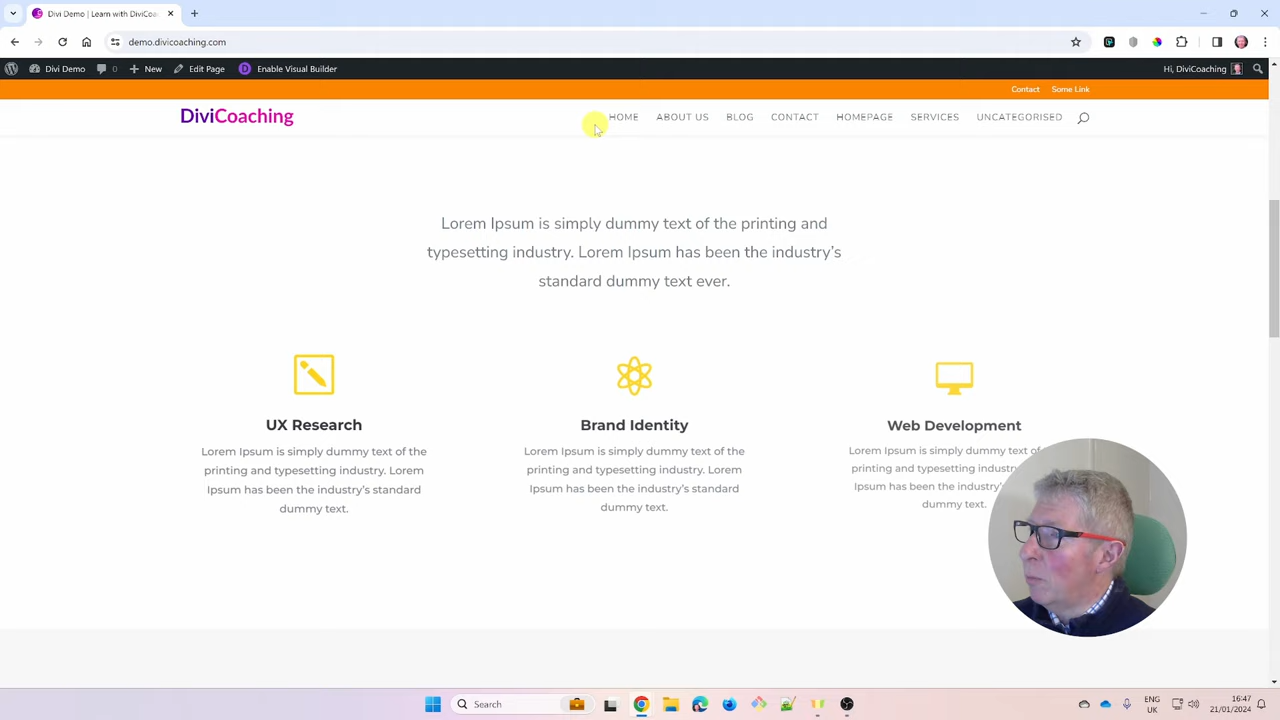 Divi Demo | Learn with DiviCoa
demo.divicoaching.com
Divi Demo
0
New
Edit Page
Enable Visual Builder
Hi, DiviCoaching
Contact
Some Link
DiviCoaching
HOME
ABOUT US
BLOG
CONTACT
HOMEPAGE
SERVICES
UNCATEGORISED
Lorem Ipsum is simply dummy text of the printing and
typesetting industry. Lorem Ipsum has been the industry’s
standard dummy text ever.
UX Research
Lorem Ipsum is simply dummy text of the
printing and typesetting industry. Lorem
Ipsum has been the industry’s standard
dummy text.
Brand Identity
Lorem Ipsum is simply dummy text of the
printing and typesetting industry. Lorem
Ipsum has been the industry’s standard
dummy text.
Web Development
Lorem Ipsum is simply dummy text of
printing and typesetting
Ipsum has been the industry’s
dummy text.
Search
ENG
UK
16:47
21/01/2024